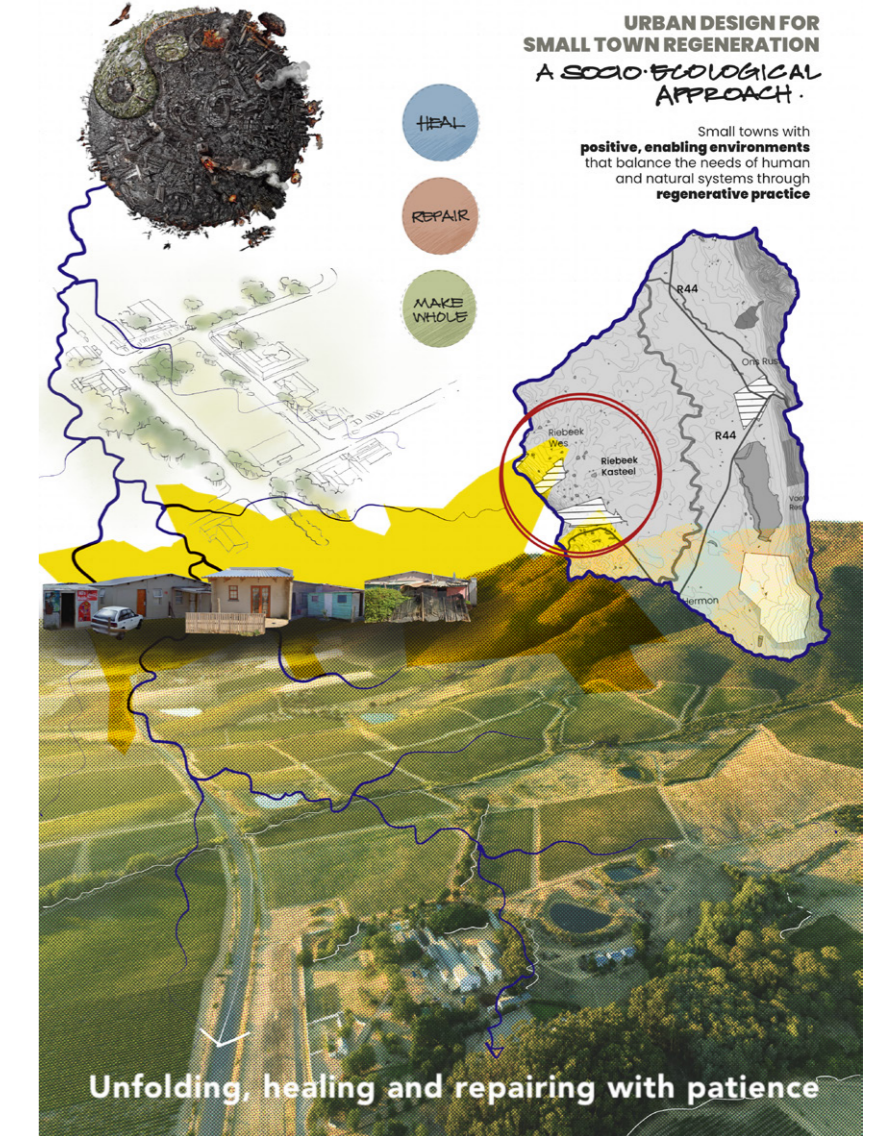 URBAN DESIGN FOR
SMALL TOWN REGENERATION
A SOCIO-ECOLOGICAL
APPROACH.
Small towns with
positive, enabling environments
that balance the needs of human
and natural systems through
regenerative practice
HEAL
REPAIR
MAKE
WHOLE
R44
R44
Riebeek
Wes
Riebeek
Kasteel
Unfolding, healing and repairing with patience